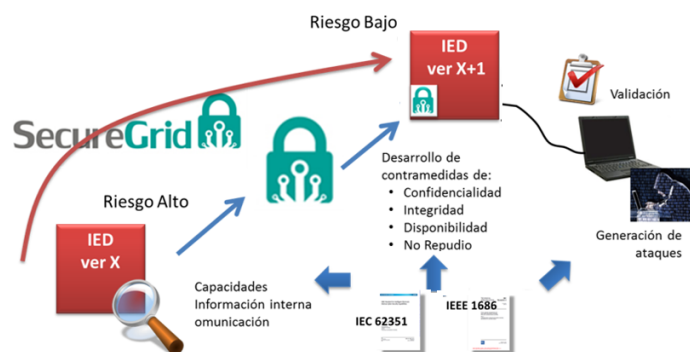 Riesgo Bajo
IED
ver X+1
Validación
SecureGrid
Desarrollo de
contramedidas de:
• Confidencialidad
• Integridad
• Disponibilidad
• No Repudio
Riesgo Alto
IED
ver X
Generación de
ataques
Capacidades
Información interna
omunicación
IEC 62351
IEEE 1686